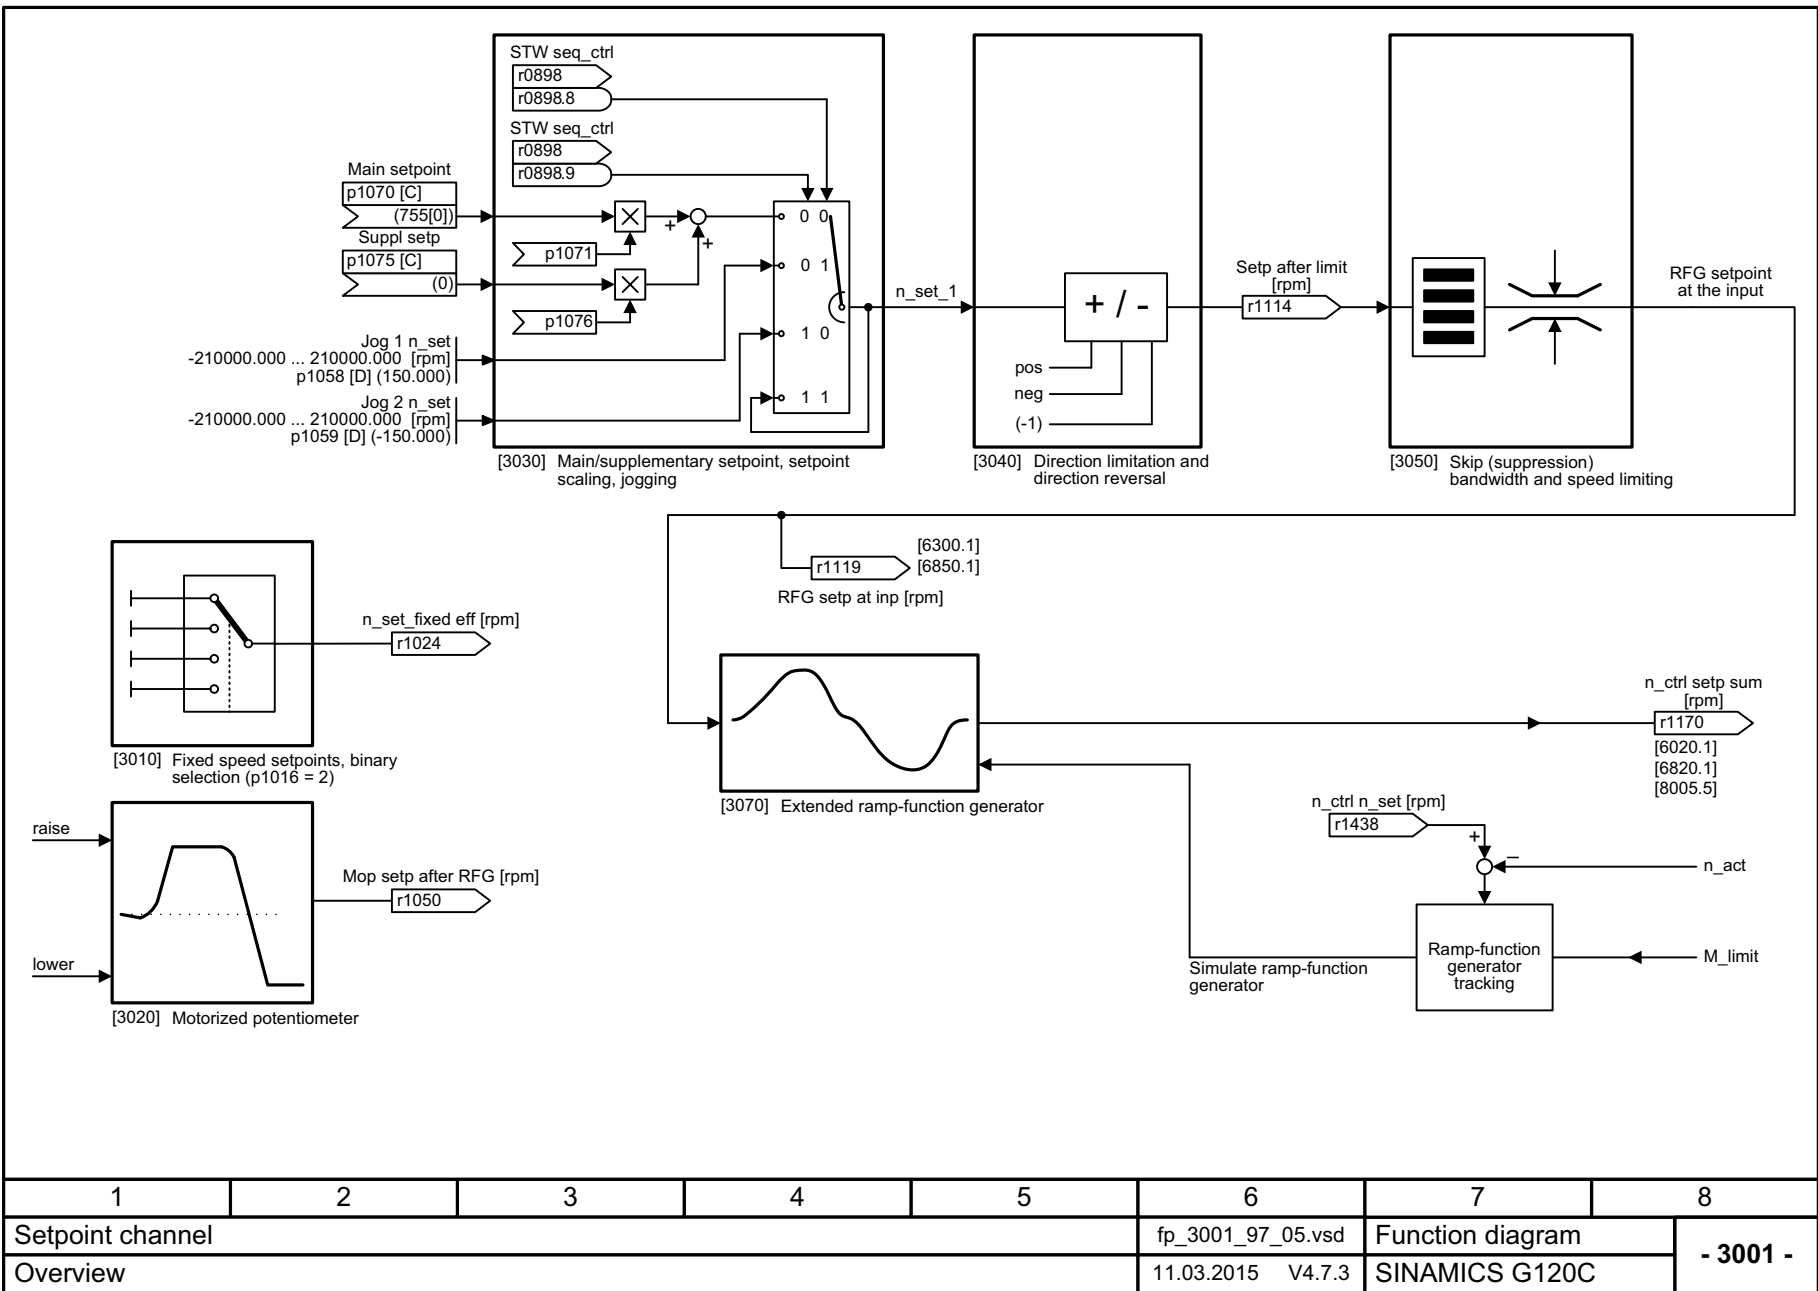 STW seq_ctrl
r0898
r0898.8
STW seq_ctrl
r0898
r0898.9
Main setpoint
p1070 [C]
(755[0])
Suppl setp
p1075 [C]
(0)
p1071
p1076
+
+
0 0
0 1
1 0
1 1
Jog 1 n_set
-210000.000 ... 210000.000 [rpm]
p1058 [D] (150.000)
Jog 2 n_set
-210000.000 ... 210000.000 [rpm]
p1059 [D] (-150.000)
[3030] Main/supplementary setpoint, setpoint
scaling, jogging
n_set_1
+ / -
pos
neg
(-1)
[3040] Direction limitation and
direction reversal
Setp after limit
[rpm]
r1114
[3050] Skip (suppression)
bandwidth and speed limiting
RFG setpoint
at the input
r1119
[6300.1]
[6850.1]
RFG setp at inp [rpm]
n_set_fixed eff [rpm]
r1024
[3010] Fixed speed setpoints, binary
selection (p1016 = 2)
raise
lower
Mop setp after RFG [rpm]
r1050
[3020] Motorized potentiometer
[3070] Extended ramp-function generator
n_ctrl setp sum
[rpm]
r1170
[6020.1]
[6820.1]
[8005.5]
n_ctrl n_set [rpm]
r1438
+
–
n_act
Ramp-function
generator
tracking
M_limit
Simulate ramp-function
generator
1 2 3 4 5 6 7 8
Setpoint channel
fp_3001_97_05.vsd
Function diagram
- 3001 -
Overview
11.03.2015 V4.7.3
SINAMICS G120C